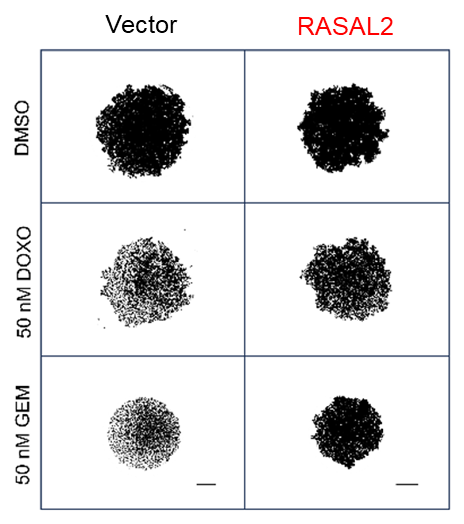 Vector RASAL2
DMSO
50 nM DOXO
50 nM GEM